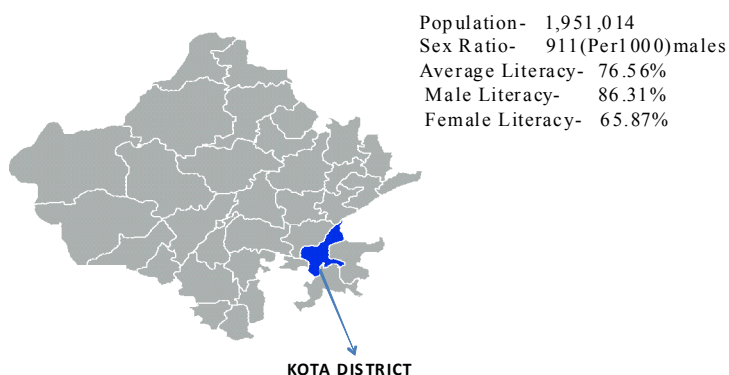 Population- 1,951,014
Sex Ratio- 911(Per1000)males
Average Literacy- 76.56%
Male Literacy- 86.31%
Female Literacy- 65.87%
KOTA DISTRICT